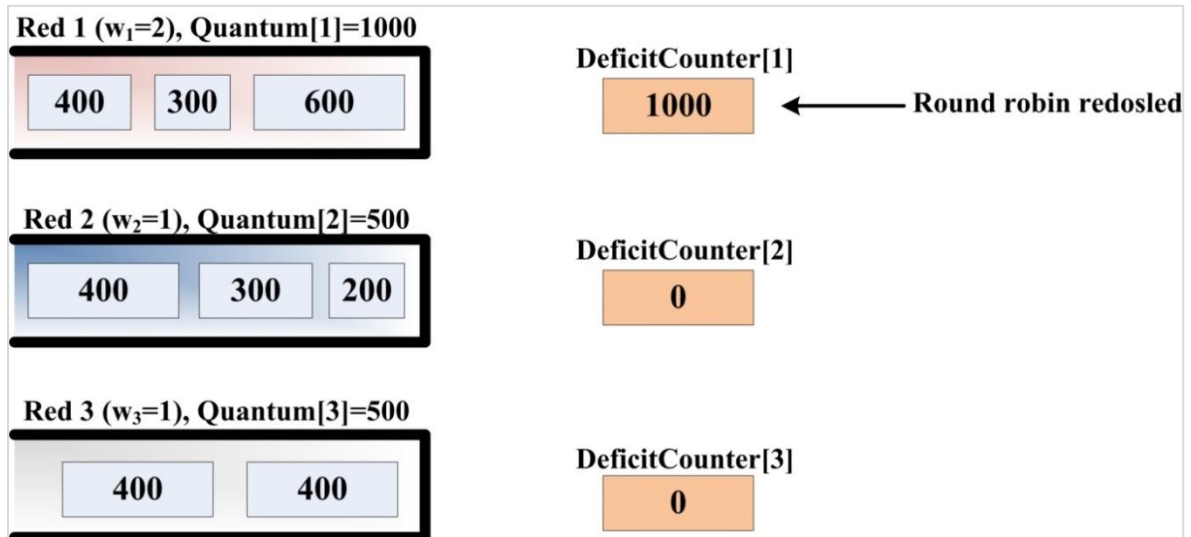 Red 1 (w₁=2), Quantum[1]=1000
400 300 600
DeficitCounter[1]
1000
Round robin redosled
Red 2 (w₂=1), Quantum[2]=500
400 300 200
DeficitCounter[2]
0
Red 3 (w₃=1), Quantum[3]=500
400 400
DeficitCounter[3]
0